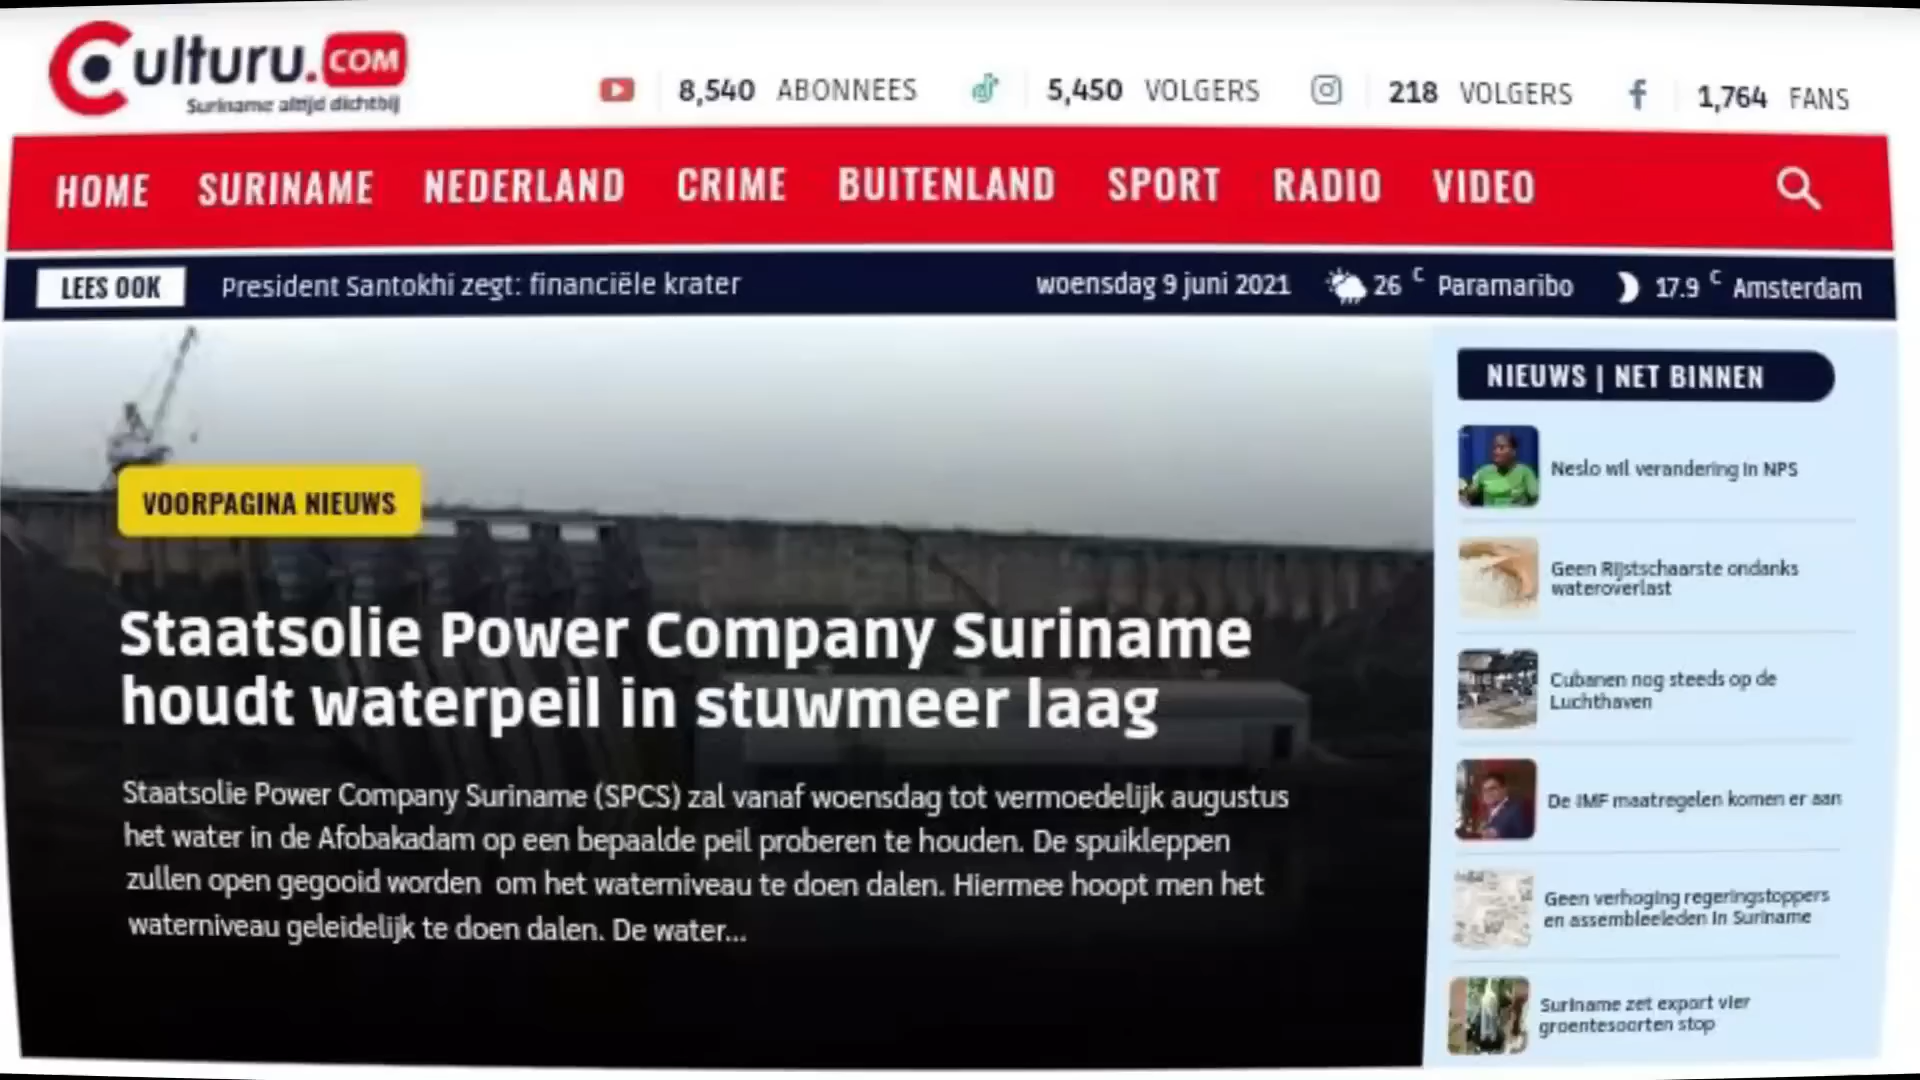 Culturu.COM
Suriname altijd dichtbij
8,540 ABONNEES
5,450 VOLGERS
218 VOLGERS
1,764 FANS
HOME SURINAME NEDERLAND CRIME BUITENLAND SPORT RADIO VIDEO
LEES OOK
President Santokhi zegt: financiële krater
woensdag 9 juni 2021
26 C Paramaribo
17.9 C Amsterdam
VOORPAGINA NIEUWS
Staatsolie Power Company Suriname
houdt waterpeil in stuwmeer laag
Staatsolie Power Company Suriname (SPCS) zal vanaf woensdag tot vermoedelijk augustus
het water in de Afobakadam op een bepaalde peil proberen te houden. De spuikleppen
zullen open gegooid worden om het waterniveau te doen dalen. Hiermee hoopt men het
waterniveau geleidelijk te doen dalen. De water...
NIEUWS | NET BINNEN
Neslo wil verandering in NPS
Geen Rijstschaarste ondanks
wateroverlast
Cubanen nog steeds op de
Luchthaven
De IMF maatregelen komen er aan
Geen verhoging regeringstoppers
en assembleeleden in Suriname
Suriname zet export vier
groentesoorten stop